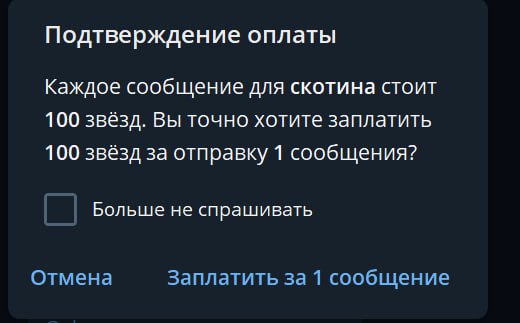 Подтверждение оплаты
Каждое сообщение для скотина стоит
100 звёзд. Вы точно хотите заплатить
100 звёзд за отправку 1 сообщения?
Больше не спрашивать
Отмена Заплатить за 1 сообщение